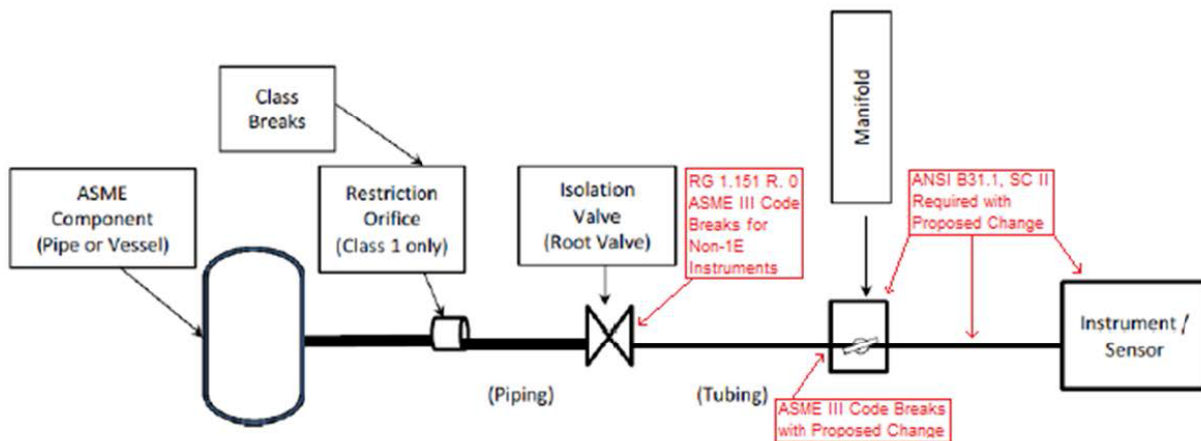 Class
Breaks
ASME
Component
(Pipe or Vessel)
Restriction
Orifice
(Class 1 only)
Isolation
Valve
(Root Valve)
RG 1.151 R. 0
ASME III Code
Breaks for
Non-1E
Instruments
Manifold
ANSI B31.1, SC II
Required with
Proposed Change
Instrument /
Sensor
(Piping)
(Tubing)
ASME III Code Breaks
with Proposed Change